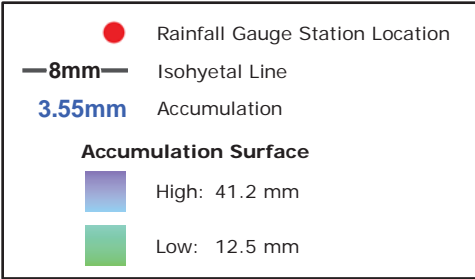 Rainfall Gauge Station Location
8mm Isohyetal Line
3.55mm Accumulation
Accumulation Surface
High: 41.2 mm
Low: 12.5 mm